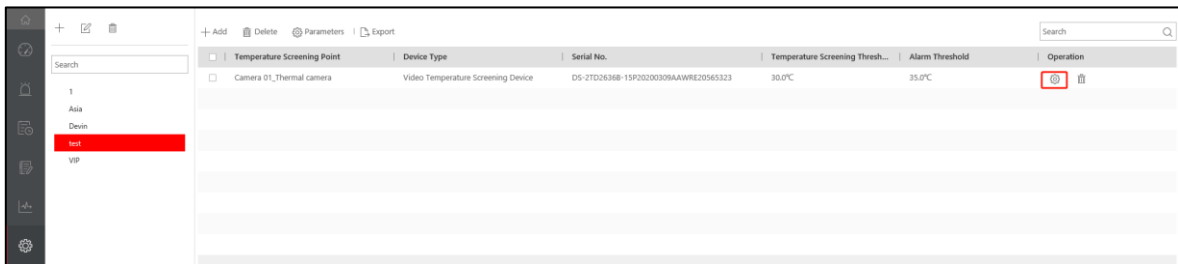 Add Delete Parameters Export Search
Search
1
Asia
Devin
test
VIP
Temperature Screening Point Device Type Serial No. Temperature Screening Thresh... Alarm Threshold Operation
Camera 01_Thermal camera Video Temperature Screening Device DS-2TD2636B-15P20200309AAWRE20565323 30.0℃ 35.0℃